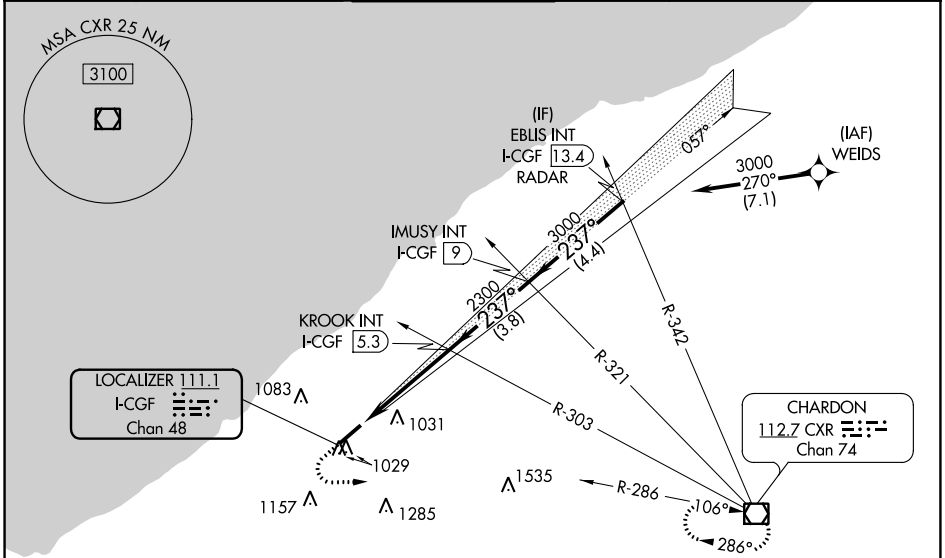 MSA CXR 25 NM
3100
(IF)
EBLIS INT
I-CGF 13.4
RADAR
057°
(IAF)
WEIDS
3000
270°
(7.1)
IMUSY INT
I-CGF 9
3000
237°
(4.4)
KROOK INT
I-CGF 5.3
2300
237°
(3.8)
R-342
R-321
R-303
LOCALIZER 111.1
I-CGF
Chan 48
1083
1031
1029
CHARDON
112.7 CXR
Chan 74
1157
1285
1535
R-286
106°
286°